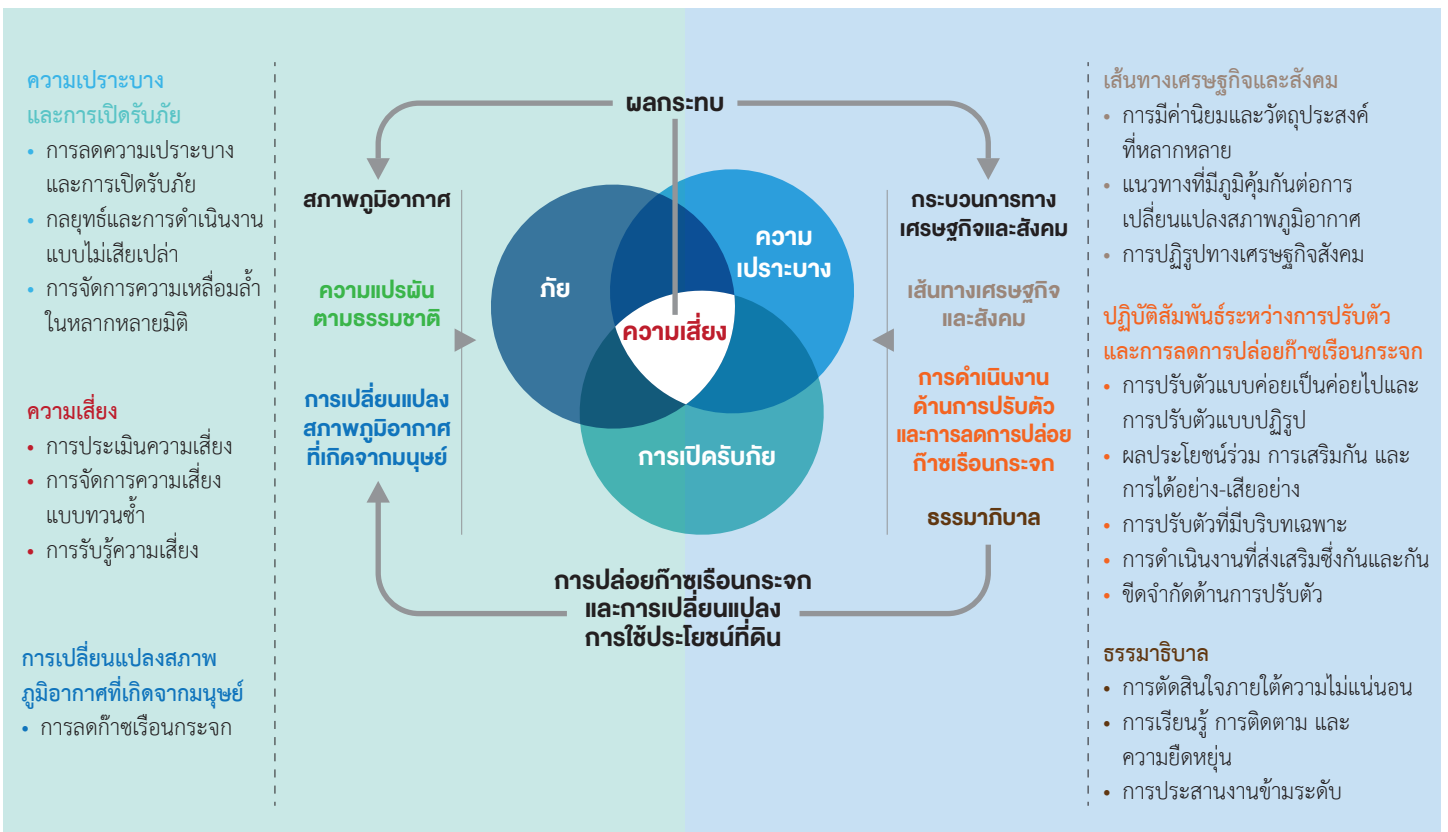 ความเปราะบาง
และการเปิดรับภัย
• การลดความเปราะบาง
และการเปิดรับภัย
• กลยุทธ์และการดำเนินงาน
แบบไม่เสียเปล่า
• การจัดการความเหลื่อมล้ำ
ในหลากหลายมิติ
ความเสี่ยง
• การประเมินความเสี่ยง
• การจัดการความเสี่ยง
แบบทวนซ้ำ
• การรับรู้ความเสี่ยง
การเปลี่ยนแปลงสภาพ
ภูมิอากาศที่เกิดจากมนุษย์
• การลดก๊าซเรือนกระจก
ผลกระทบ
สภาพภูมิอากาศ
ความแปรผัน
ตามธรรมชาติ
การเปลี่ยนแปลง
สภาพภูมิอากาศ
ที่เกิดจากมนุษย์
ภัย
ความ
เปราะบาง
ความเสี่ยง
การเปิดรับภัย
กระบวนการทาง
เศรษฐกิจและสังคม
เส้นทางเศรษฐกิจ
และสังคม
การดำเนินงาน
ด้านการปรับตัว
และการลดการปล่อย
ก๊าซเรือนกระจก
ธรรมาภิบาล
การปล่อยก๊าซเรือนกระจก
และการเปลี่ยนแปลง
การใช้ประโยชน์ที่ดิน
เส้นทางเศรษฐกิจและสังคม
• การมีค่านิยมและวัตถุประสงค์
ที่หลากหลาย
• แนวทางที่มีภูมิคุ้มกันต่อการ
เปลี่ยนแปลงสภาพภูมิอากาศ
• การปฏิรูปทางเศรษฐกิจสังคม
ปฏิบัติสัมพันธ์ระหว่างการปรับตัว
และการลดการปล่อยก๊าซเรือนกระจก
• การปรับตัวแบบค่อยเป็นค่อยไปและ
การปรับตัวแบบปฏิรูป
• ผลประโยชน์ร่วม การเสริมกัน และ
การได้อย่าง-เสียอย่าง
• การปรับตัวที่มีบริบทเฉพาะ
• การดำเนินงานที่ส่งเสริมซึ่งกันและกัน
• ขีดจำกัดด้านการปรับตัว
ธรรมาธิบาล
• การตัดสินใจภายใต้ความไม่แน่นอน
• การเรียนรู้ การติดตาม และ
ความยืดหยุ่น
• การประสานงานข้ามระดับ